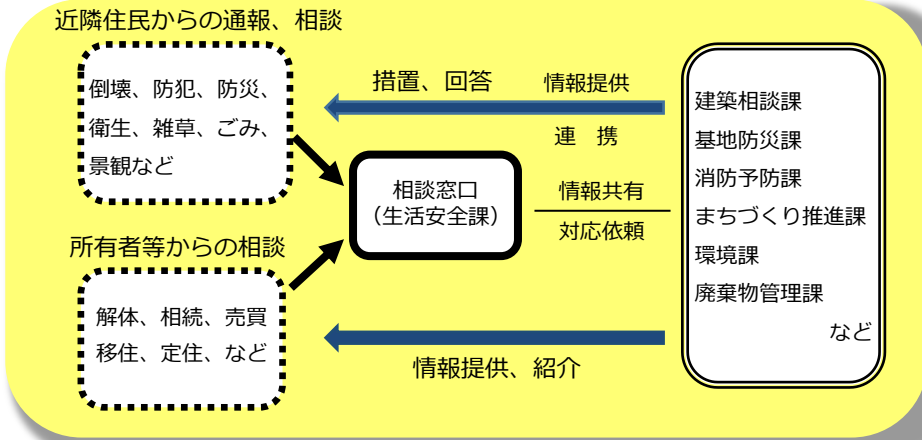 近隣住民からの通報、相談
倒壊、防犯、防災、
衛生、雑草、ごみ、
景観など
所有者等からの相談
解体、相続、売買
移住、定住、など
相談窓口
（生活安全課）
措置、回答
情報提供
連　携
情報共有
対応依頼
情報提供、紹介
建築相談課
基地防災課
消防予防課
まちづくり推進課
環境課
廃棄物管理課
など